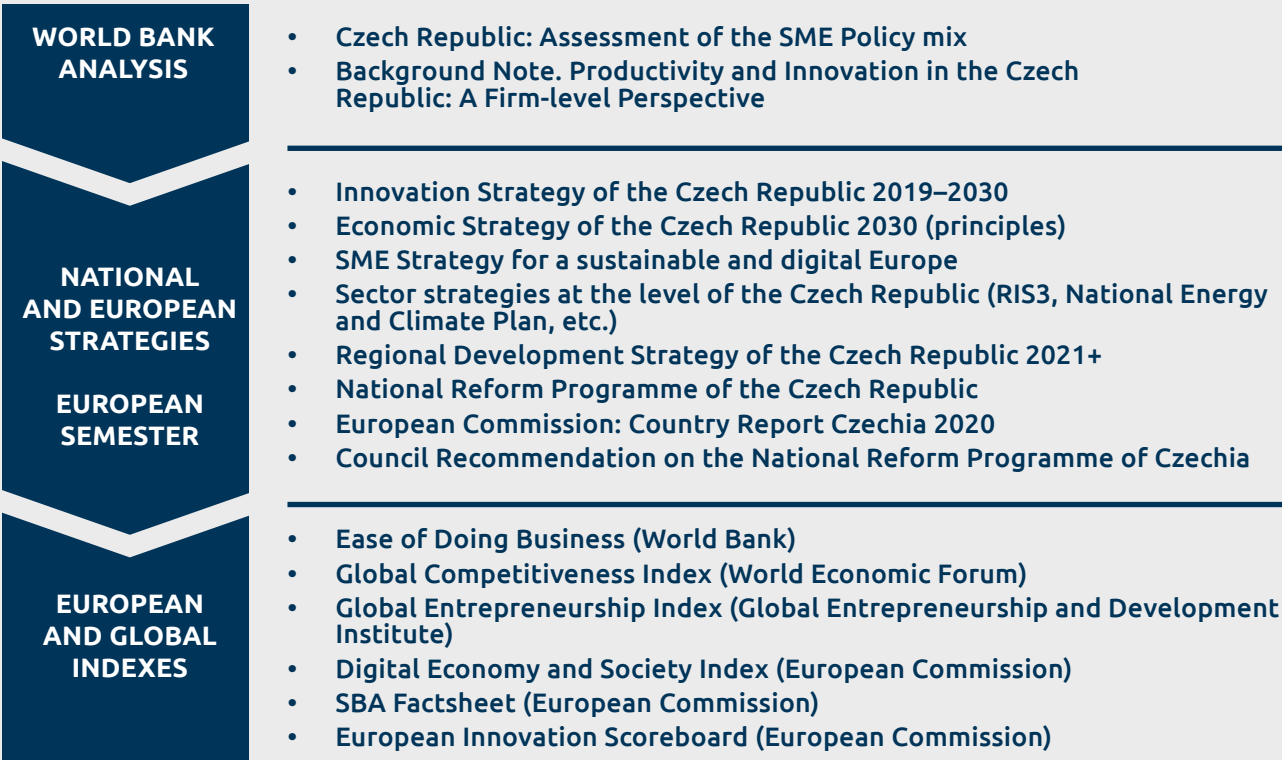 WORLD BANK
ANALYSIS
• Czech Republic: Assessment of the SME Policy mix
• Background Note. Productivity and Innovation in the Czech
Republic: A Firm-level Perspective
NATIONAL
AND EUROPEAN
STRATEGIES
EUROPEAN
SEMESTER
• Innovation Strategy of the Czech Republic 2019–2030
• Economic Strategy of the Czech Republic 2030 (principles)
• SME Strategy for a sustainable and digital Europe
• Sector strategies at the level of the Czech Republic (RIS3, National Energy
and Climate Plan, etc.)
• Regional Development Strategy of the Czech Republic 2021+
• National Reform Programme of the Czech Republic
• European Commission: Country Report Czechia 2020
• Council Recommendation on the National Reform Programme of Czechia
EUROPEAN
AND GLOBAL
INDEXES
• Ease of Doing Business (World Bank)
• Global Competitiveness Index (World Economic Forum)
• Global Entrepreneurship Index (Global Entrepreneurship and Development
Institute)
• Digital Economy and Society Index (European Commission)
• SBA Factsheet (European Commission)
• European Innovation Scoreboard (European Commission)